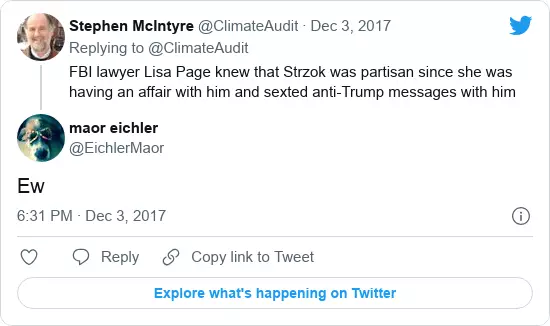 Stephen McIntyre @ClimateAudit · Dec 3, 2017
Replying to @ClimateAudit
FBI lawyer Lisa Page knew that Strzok was partisan since she was
having an affair with him and sexted anti-Trump messages with him
maor eichler
@EichlerMaor
Ew
6:31 PM · Dec 3, 2017
Reply
Copy link to Tweet
Explore what's happening on Twitter